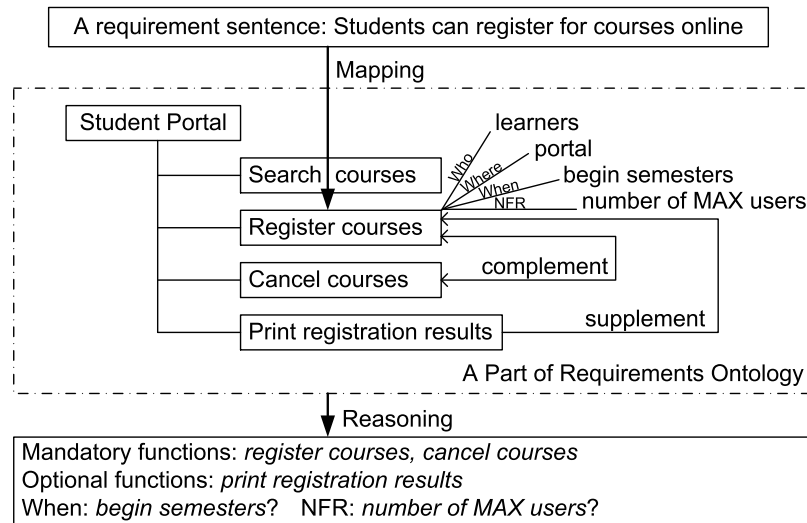 A requirement sentence: Students can register for courses online
Mapping
Student Portal
learners
portal
begin semesters
number of MAX users
Who
Where
When
NFR
Search courses
Register courses
Cancel courses
complement
Print registration results
supplement
A Part of Requirements Ontology
Reasoning
Mandatory functions: register courses, cancel courses
Optional functions: print registration results
When: begin semesters? NFR: number of MAX users?